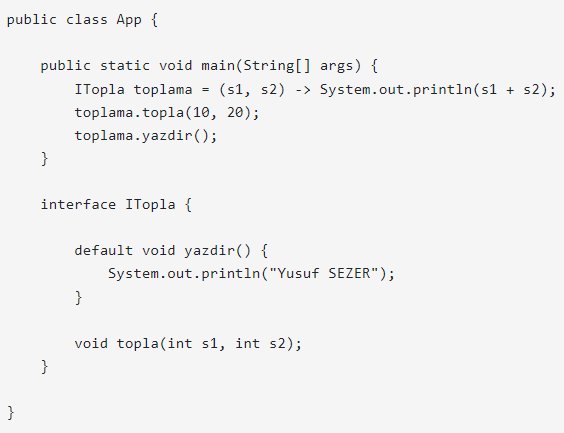 public class App {
    public static void main(String[] args) {
        ITopla toplama = (s1, s2) -> System.out.println(s1 + s2);
        toplama.topla(10, 20);
        toplama.yazdir();
    }
    interface ITopla {
        default void yazdir() {
            System.out.println("Yusuf SEZER");
        }
        void topla(int s1, int s2);
    }
}